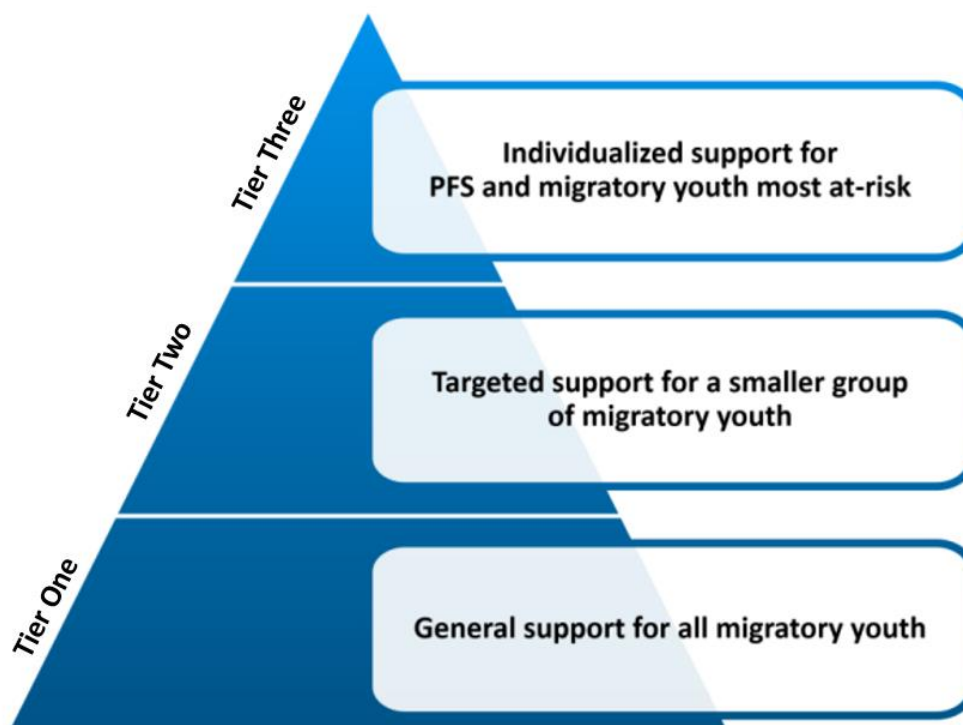 Tier Three
Individualized support for
PFS and migratory youth most at-risk
Tier Two
Targeted support for a smaller group
of migratory youth
Tier One
General support for all migratory youth